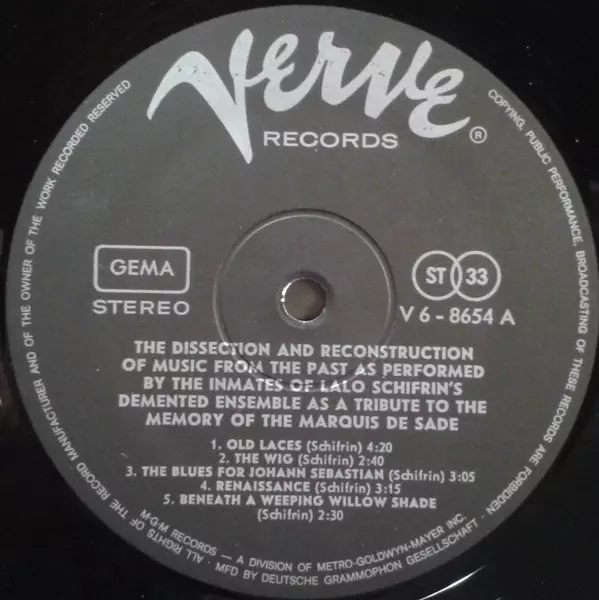 Verve
RECORDS ®
GEMA
STEREO
ST 33
V 6 - 8654 A
THE DISSECTION AND RECONSTRUCTION
OF MUSIC FROM THE PAST AS PERFORMED
BY THE INMATES OF LALO SCHIFRIN'S
DEMENTED ENSEMBLE AS A TRIBUTE TO THE
MEMORY OF THE MARQUIS DE SADE
1. OLD LACES (Schifrin) 4:20
2. THE WIG (Schifrin) 2:40
3. THE BLUES FOR JOHANN SEBASTIAN (Schifrin) 3:05
4. RENAISSANCE (Schifrin) 3:15
5. BENEATH A WEEPING WILLOW SHADE
(Schifrin) 2:30
M·G·M RECORDS — A DIVISION OF METRO-GOLDWYN-MAYER INC.
ALL RIGHTS OF THE RECORD MANUFACTURER AND OF THE OWNER OF THE WORK RECORDED RESERVED
COPYING, PUBLIC PERFORMANCE, BROADCASTING OF THESE RECORDS ARE FORBIDDEN
· MFD BY DEUTSCHE GRAMMOPHON GESELLSCHAFT ·